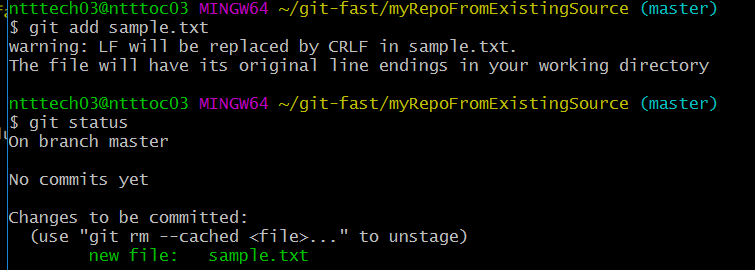 ntttech03@ntttoc03 MINGW64 ~/git-fast/myRepoFromExistingSource (master)
$ git add sample.txt
warning: LF will be replaced by CRLF in sample.txt.
The file will have its original line endings in your working directory
ntttech03@ntttoc03 MINGW64 ~/git-fast/myRepoFromExistingSource (master)
$ git status
On branch master
No commits yet
Changes to be committed:
(use "git rm --cached <file>..." to unstage)
new file: sample.txt